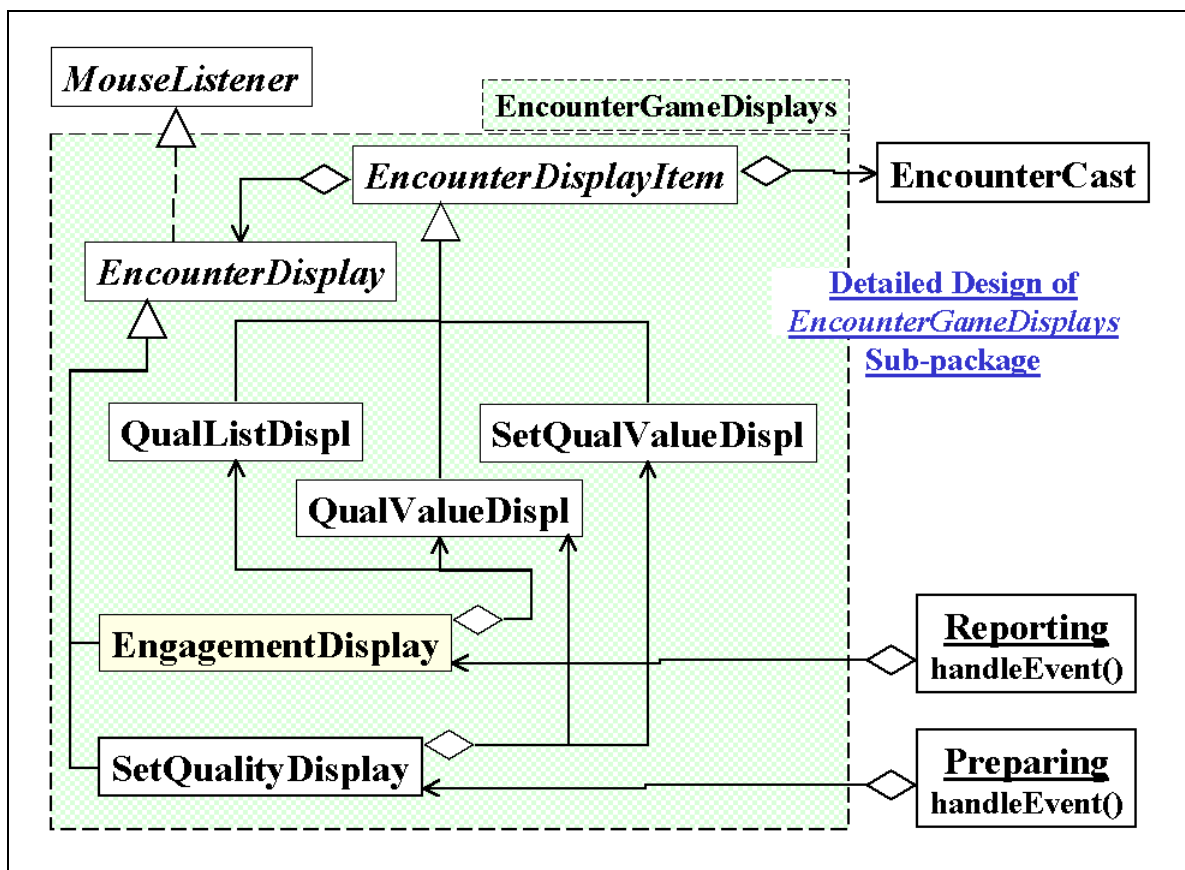 MouseListener
EncounterGameDisplays
EncounterDisplayItem
EncounterCast
EncounterDisplay
Detailed Design of
EncounterGameDisplays
Sub-package
QualListDispl
SetQualValueDispl
QualValueDispl
EngagementDisplay
Reporting
handleEvent()
SetQualityDisplay
Preparing
handleEvent()